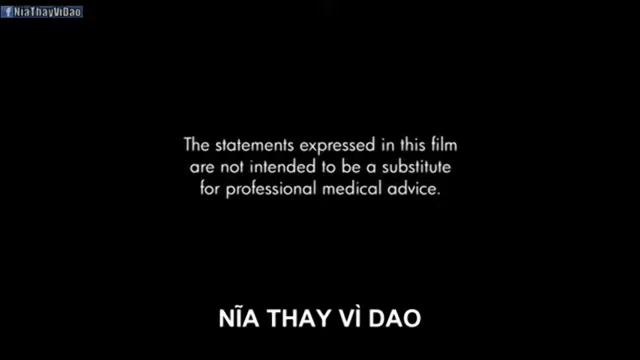 NiaThayViDao
The statements expressed in this film
are not intended to be a substitute
for professional medical advice.
NĨA THAY VÌ DAO